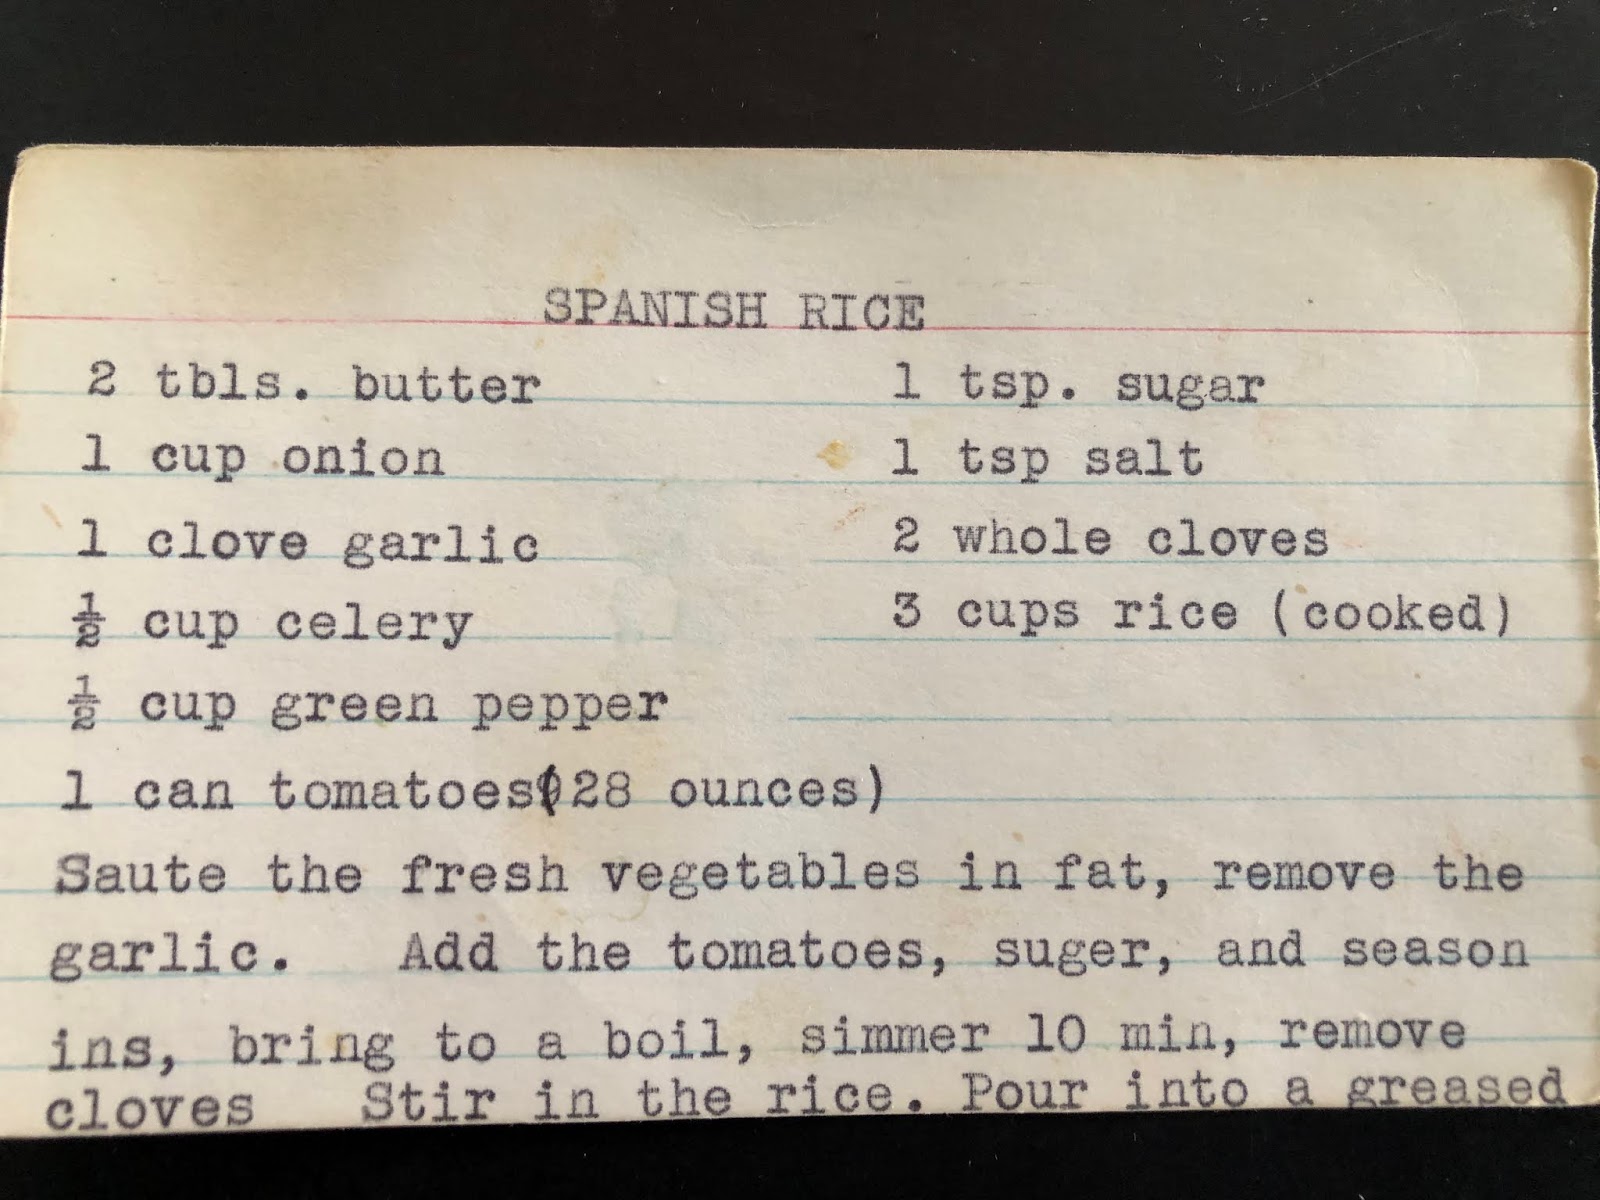 SPANISH RICE
2 tbls. butter 1 tsp. sugar
1 cup onion 1 tsp salt
1 clove garlic 2 whole cloves
½ cup celery 3 cups rice (cooked)
½ cup green pepper
1 can tomatoes(28 ounces)
Saute the fresh vegetables in fat, remove the
garlic. Add the tomatoes, suger, and season
ins, bring to a boil, simmer 10 min, remove
cloves Stir in the rice. Pour into a greased